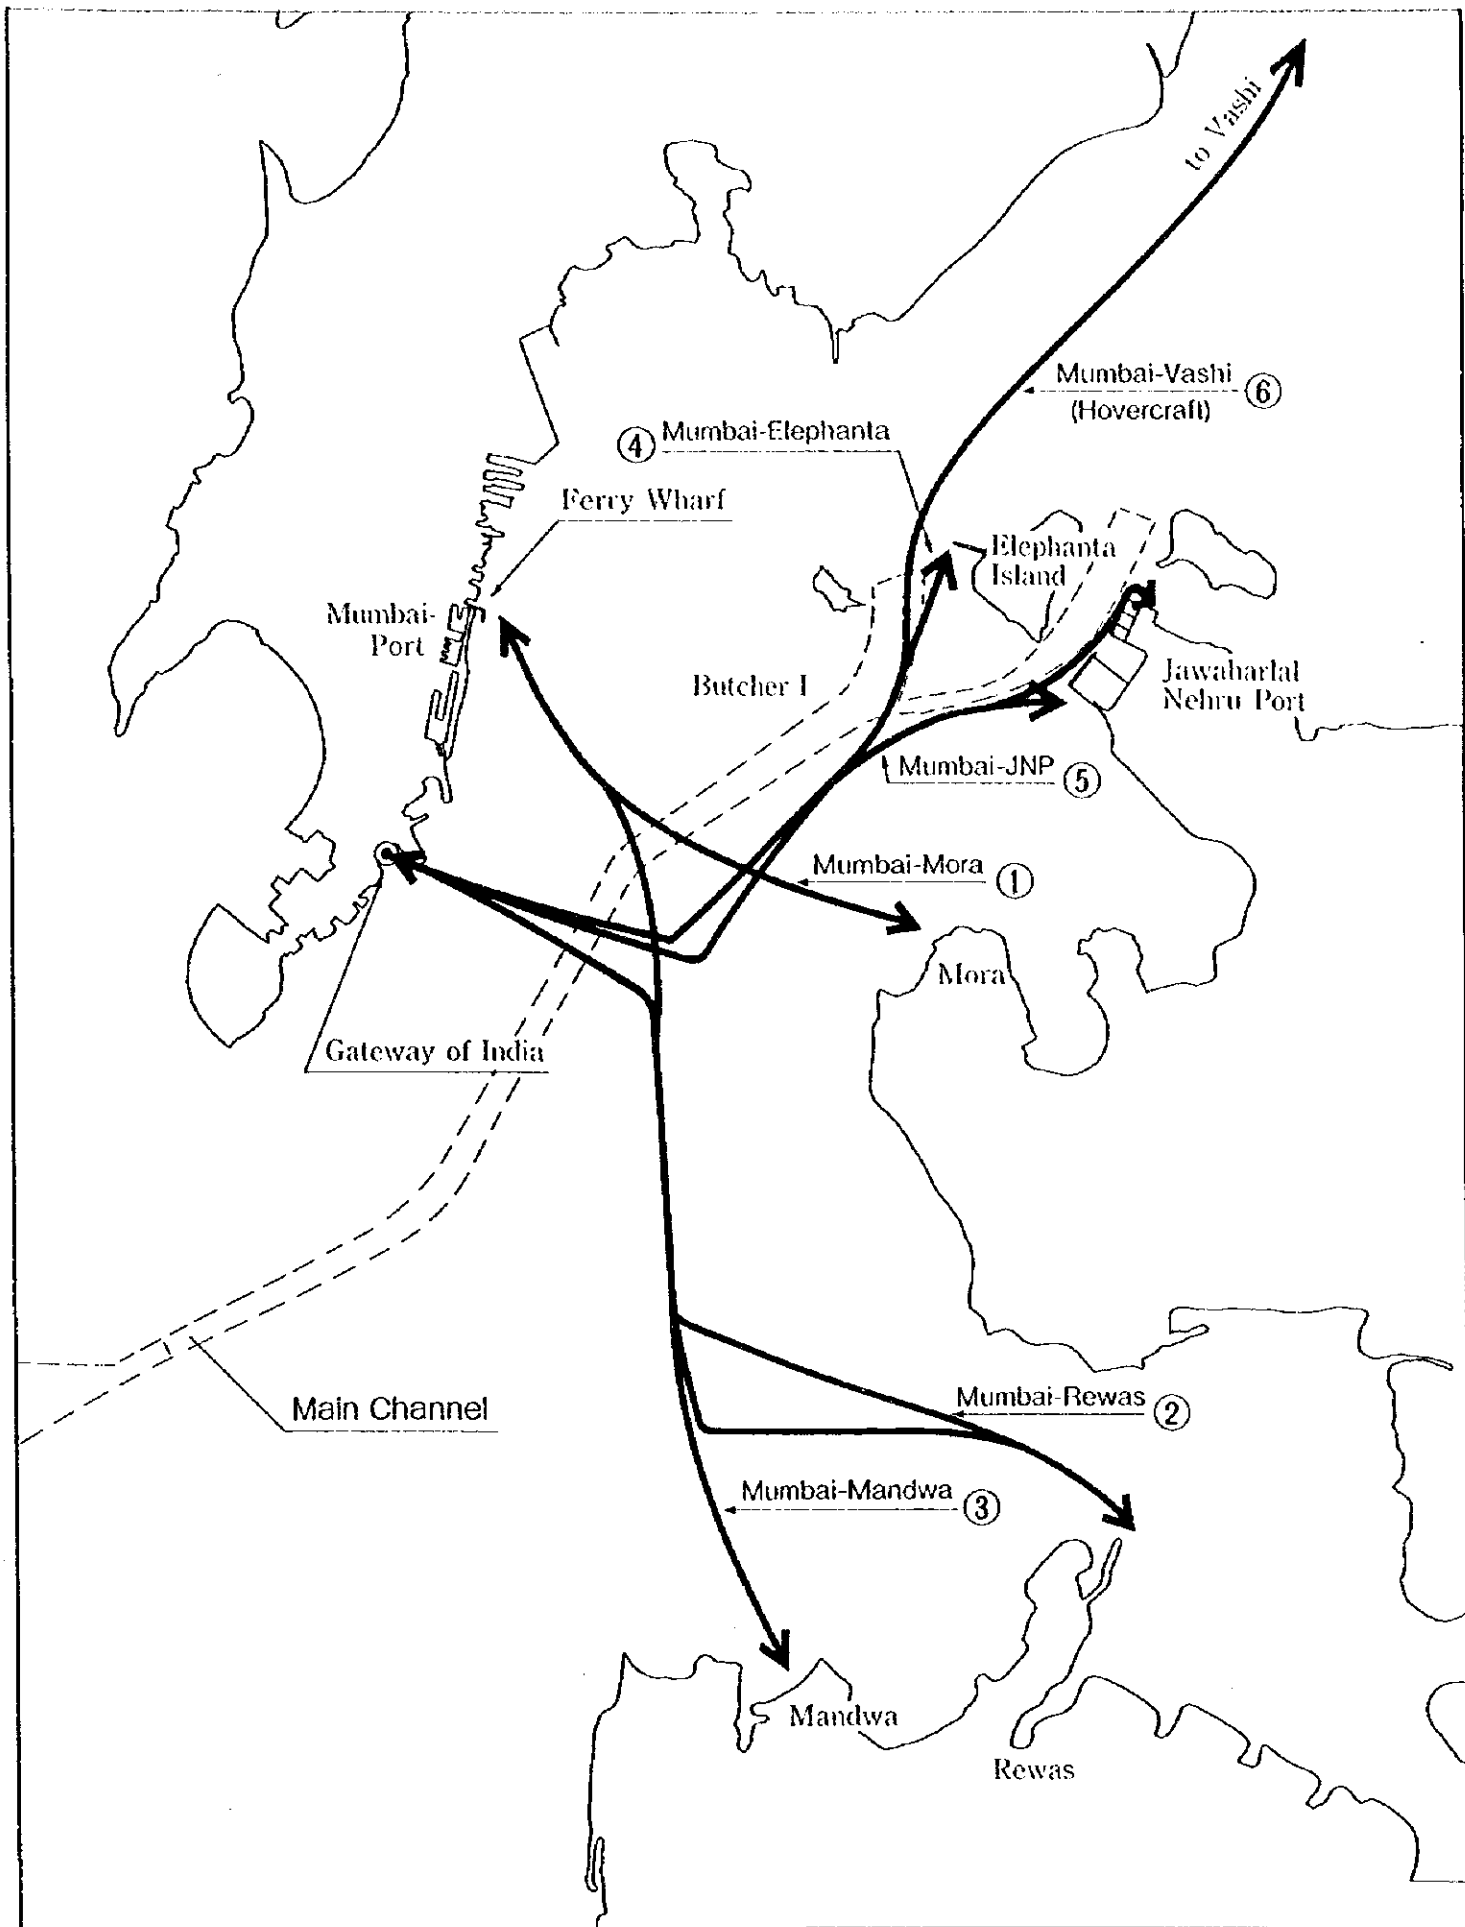 to Vashi
Mumbai-Vashi
(Hovercraft)
⑥
④
Mumbai-Elephanta
Ferry Wharf
Elephanta
Island
Mumbai-
Port
Butcher I
Jawaharlal
Nehru Port
Mumbai-JNP
⑤
Mumbai-Mora
①
Mora
Gateway of India
Main Channel
Mumbai-Rewas
②
Mumbai-Mandwa
③
Mandwa
Rewas